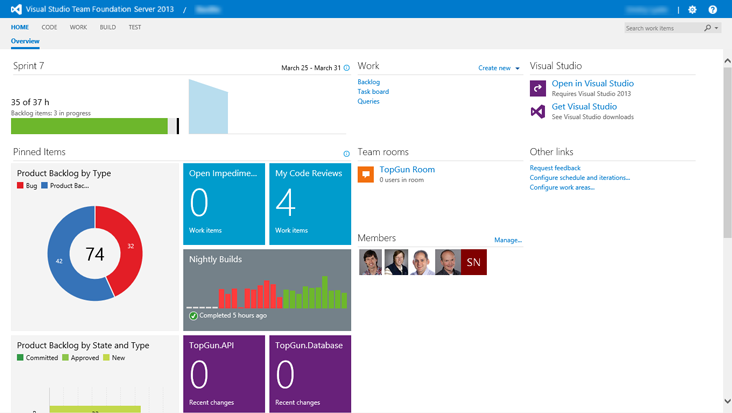 Visual Studio Team Foundation Server 2013 /
HOME CODE WORK BUILD TEST
Search work items
Overview
Sprint 7
March 25 - March 31
35 of 37 h
Backlog items: 3 in progress
Work
Create new
Backlog
Task board
Queries
Visual Studio
Open in Visual Studio
Requires Visual Studio 2013
Get Visual Studio
See Visual Studio downloads
Pinned Items
Product Backlog by Type
Bug Product Bac...
74
32
42
Open Impedime...
0
Work items
My Code Reviews
4
Work items
Nightly Builds
Completed 5 hours ago
Product Backlog by State and Type
Committed Approved New
TopGun.API
0
Recent changes
TopGun.Database
0
Recent changes
Team rooms
TopGun Room
0 users in room
Other links
Request feedback
Configure schedule and iterations...
Configure work areas...
Members
Manage...
SN